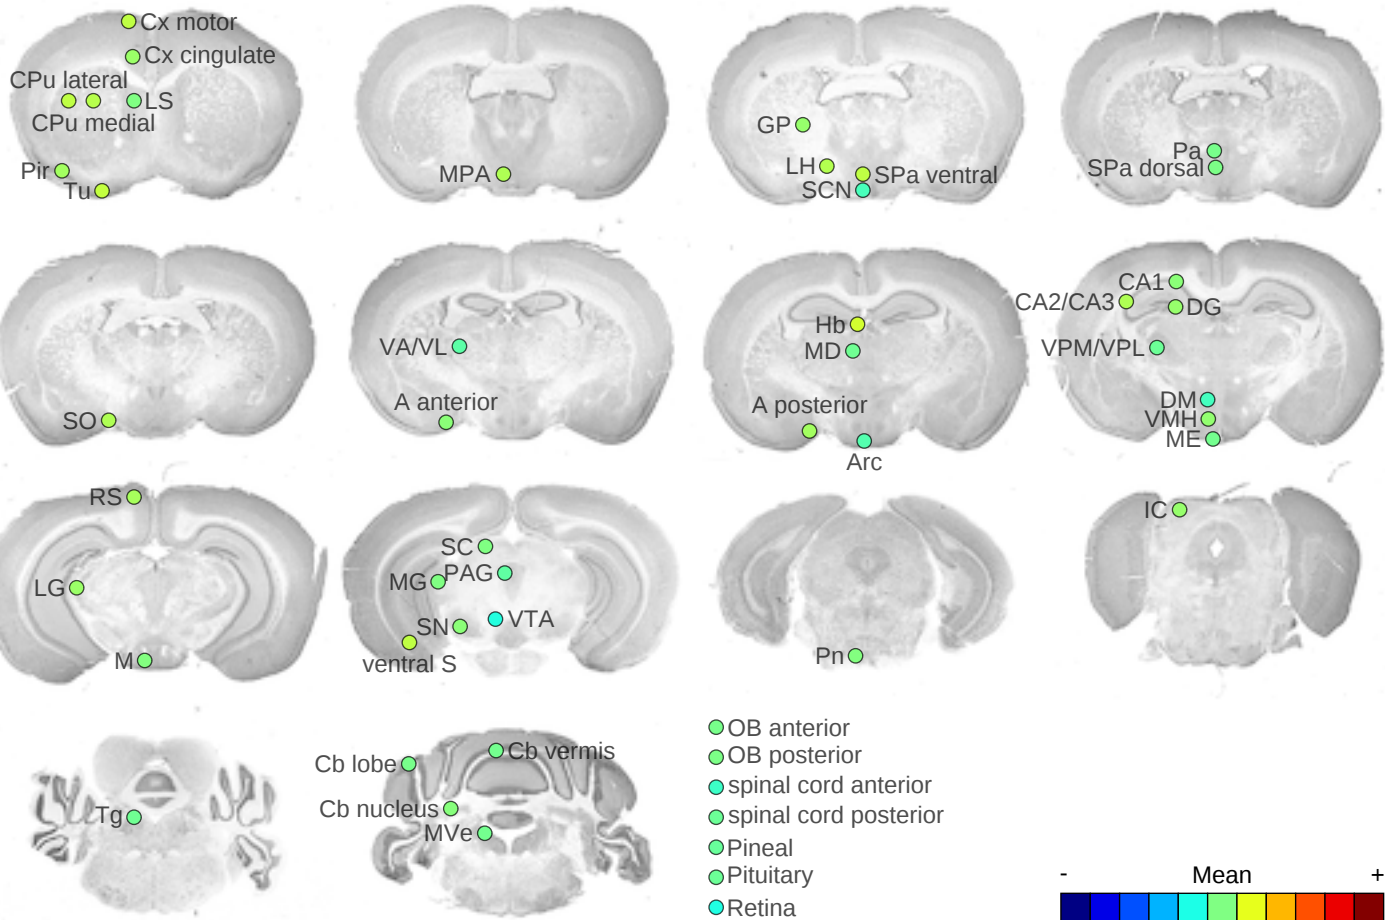 Cx motor
Cx cingulate
CPu lateral
LS
CPu medial
Pir
Tu
MPA
GP
LH
SPa ventral
SCN
Pa
SPa dorsal
SO
VA/VL
A anterior
Hb
MD
A posterior
Arc
CA1
CA2/CA3
DG
VPM/VPL
DM
VMH
ME
RS
LG
M
SC
MG
PAG
SN
VTA
ventral S
Pn
IC
Tg
Cb lobe
Cb vermis
Cb nucleus
MVe
OB anterior
OB posterior
spinal cord anterior
spinal cord posterior
Pineal
Pituitary
Retina
- Mean +